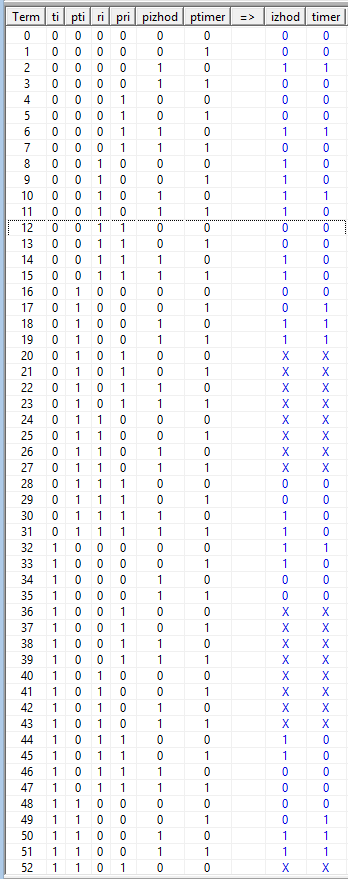 Term ti pti ri pri pizhod ptimer => izhod timer
0 0 0 0 0 0 0 0 0
1 0 0 0 0 0 1 0 0
2 0 0 0 0 1 0 1 1
3 0 0 0 0 1 1 0 0
4 0 0 0 1 0 0 0 0
5 0 0 0 1 0 1 0 0
6 0 0 0 1 1 0 1 1
7 0 0 0 1 1 1 0 0
8 0 0 1 0 0 0 1 0
9 0 0 1 0 0 1 1 0
10 0 0 1 0 1 0 1 1
11 0 0 1 0 1 1 1 0
12 0 0 1 1 0 0 0 0
13 0 0 1 1 0 1 0 0
14 0 0 1 1 1 0 1 0
15 0 0 1 1 1 1 1 0
16 0 1 0 0 0 0 0 0
17 0 1 0 0 0 1 0 1
18 0 1 0 0 1 0 1 1
19 0 1 0 0 1 1 1 1
20 0 1 0 1 0 0 X X
21 0 1 0 1 0 1 X X
22 0 1 0 1 1 0 X X
23 0 1 0 1 1 1 X X
24 0 1 1 0 0 0 X X
25 0 1 1 0 0 1 X X
26 0 1 1 0 1 0 X X
27 0 1 1 0 1 1 X X
28 0 1 1 1 0 0 0 0
29 0 1 1 1 0 1 0 0
30 0 1 1 1 1 0 1 0
31 0 1 1 1 1 1 1 0
32 1 0 0 0 0 0 1 1
33 1 0 0 0 0 1 1 0
34 1 0 0 0 1 0 0 0
35 1 0 0 0 1 1 0 0
36 1 0 0 1 0 0 X X
37 1 0 0 1 0 1 X X
38 1 0 0 1 1 0 X X
39 1 0 0 1 1 1 X X
40 1 0 1 0 0 0 X X
41 1 0 1 0 0 1 X X
42 1 0 1 0 1 0 X X
43 1 0 1 0 1 1 X X
44 1 0 1 1 0 0 1 0
45 1 0 1 1 0 1 1 0
46 1 0 1 1 1 0 0 0
47 1 0 1 1 1 1 0 0
48 1 1 0 0 0 0 0 0
49 1 1 0 0 0 1 0 1
50 1 1 0 0 1 0 1 1
51 1 1 0 0 1 1 1 1
52 1 1 0 1 0 0 X X